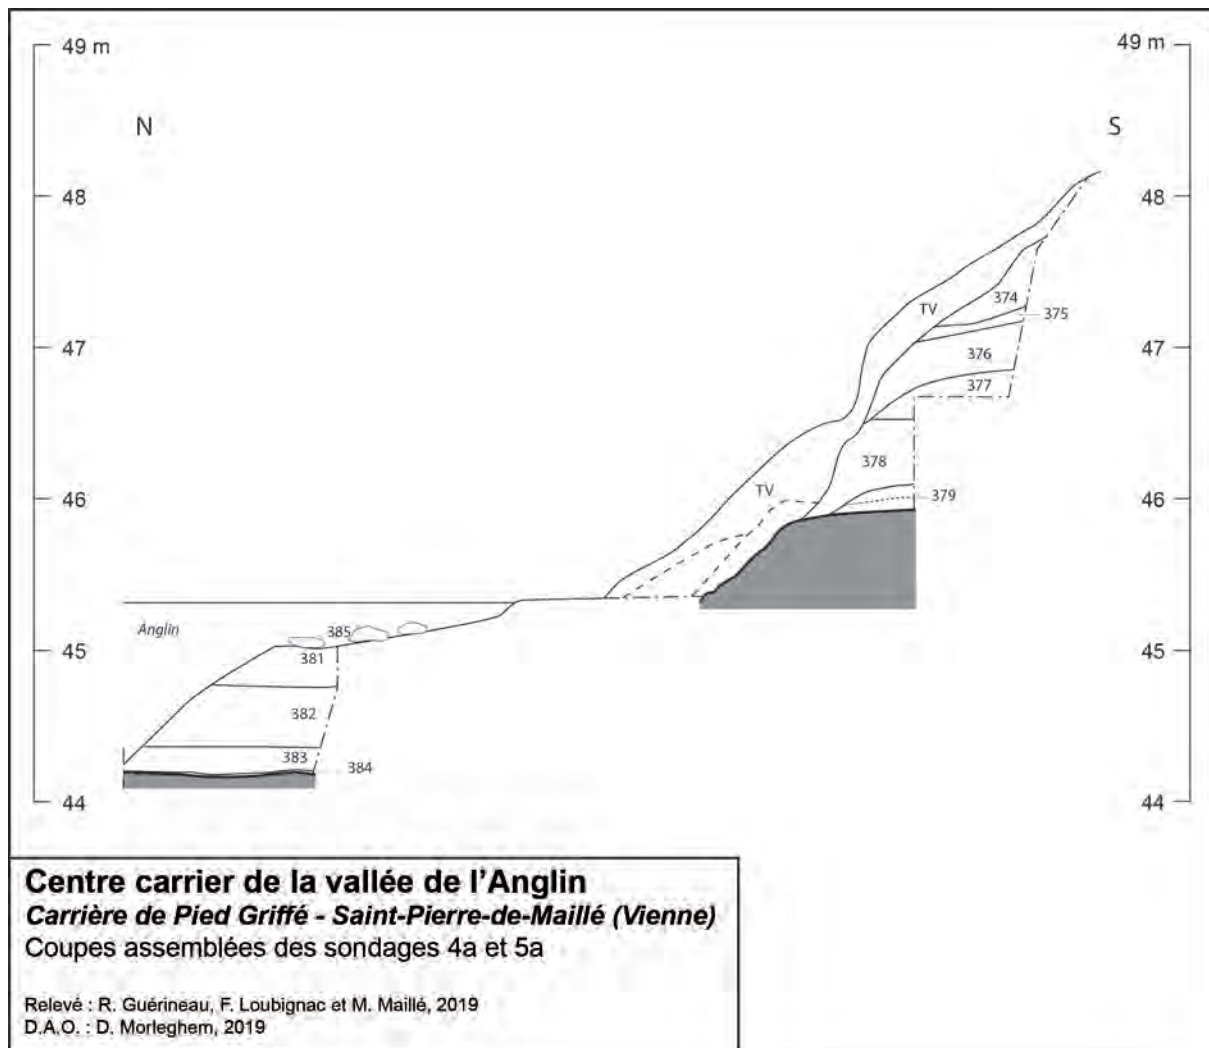 49 m
49 m
N
S
48
48
374
TV
375
47
376
47
377
378
TV
379
46
46
Anglin
385
45
381
45
382
383
384
44
44
Centre carrier de la vallée de l'Anglin
Carrière de Pied Griffé - Saint-Pierre-de-Maillé (Vienne)
Coupes assemblées des sondages 4a et 5a
Relevé : R. Guérineau, F. Loubignac et M. Maillé, 2019
D.A.O. : D. Morleghem, 2019